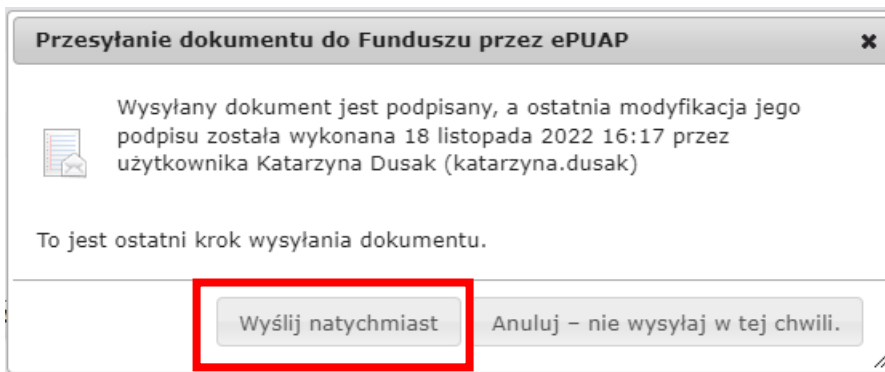 Przesyłanie dokumentu do Funduszu przez ePUAP
Wysyłany dokument jest podpisany, a ostatnia modyfikacja jego
podpisu została wykonana 18 listopada 2022 16:17 przez
użytkownika Katarzyna Dusak (katarzyna.dusak)
To jest ostatni krok wysyłania dokumentu.
Wyślij natychmiast
Anuluj – nie wysyłaj w tej chwili.